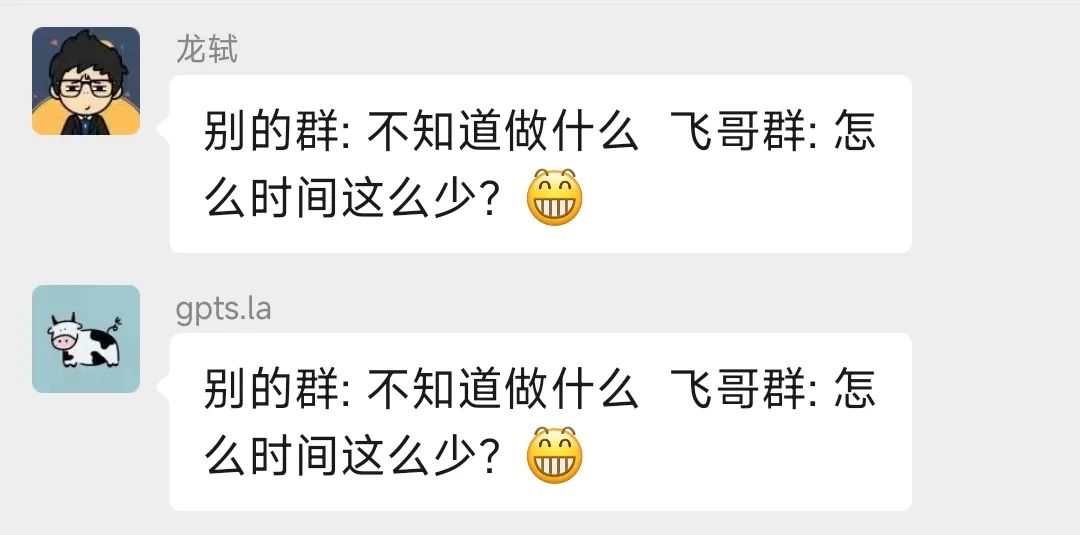 龙轼
别的群: 不知道做什么  飞哥群: 怎
么时间这么少? 😁
gpts.la
别的群: 不知道做什么  飞哥群: 怎
么时间这么少? 😁